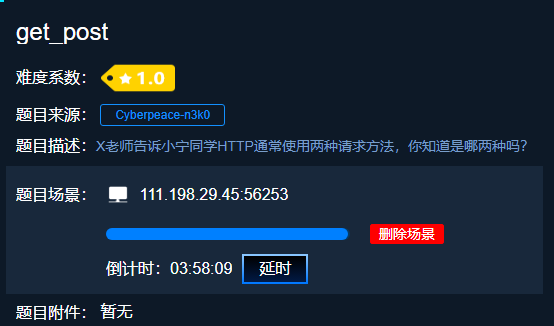 get_post
难度系数： 1.0
题目来源： Cyberpeace-n3k0
题目描述：X老师告诉小宁同学HTTP通常使用两种请求方法，你知道是哪两种吗?
题目场景： 111.198.29.45:56253
删除场景
倒计时：03:58:09 延时
题目附件： 暂无